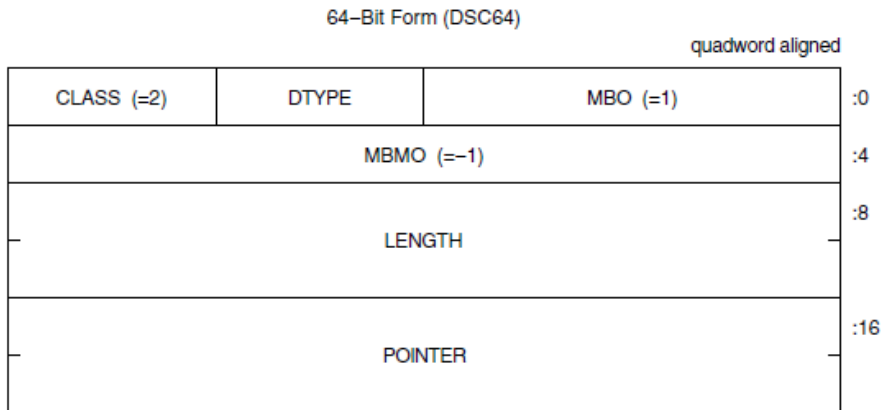 64–Bit Form (DSC64)
quadword aligned
CLASS (=2) DTYPE MBO (=1) :0
MBMO (=–1) :4
:8
LENGTH
:16
POINTER